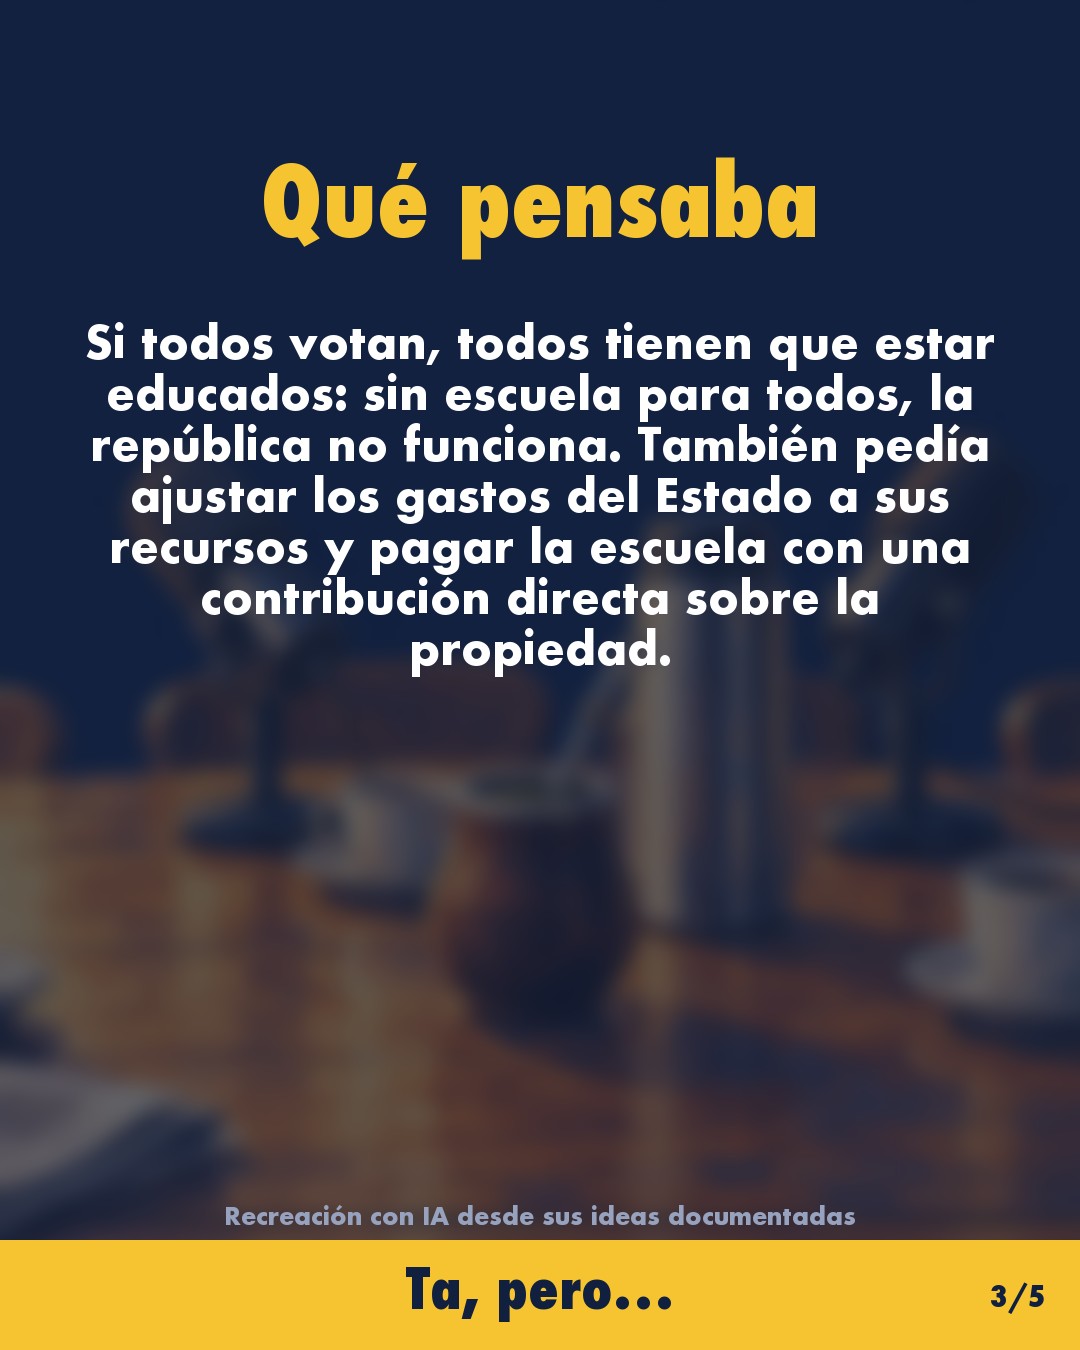 Qué pensaba
Si todos votan, todos tienen que estar
educados: sin escuela para todos, la
república no funciona. También pedía
ajustar los gastos del Estado a sus
recursos y pagar la escuela con una
contribución directa sobre la
propiedad.
Recreación con IA desde sus ideas documentadas
Ta, pero...
3/5